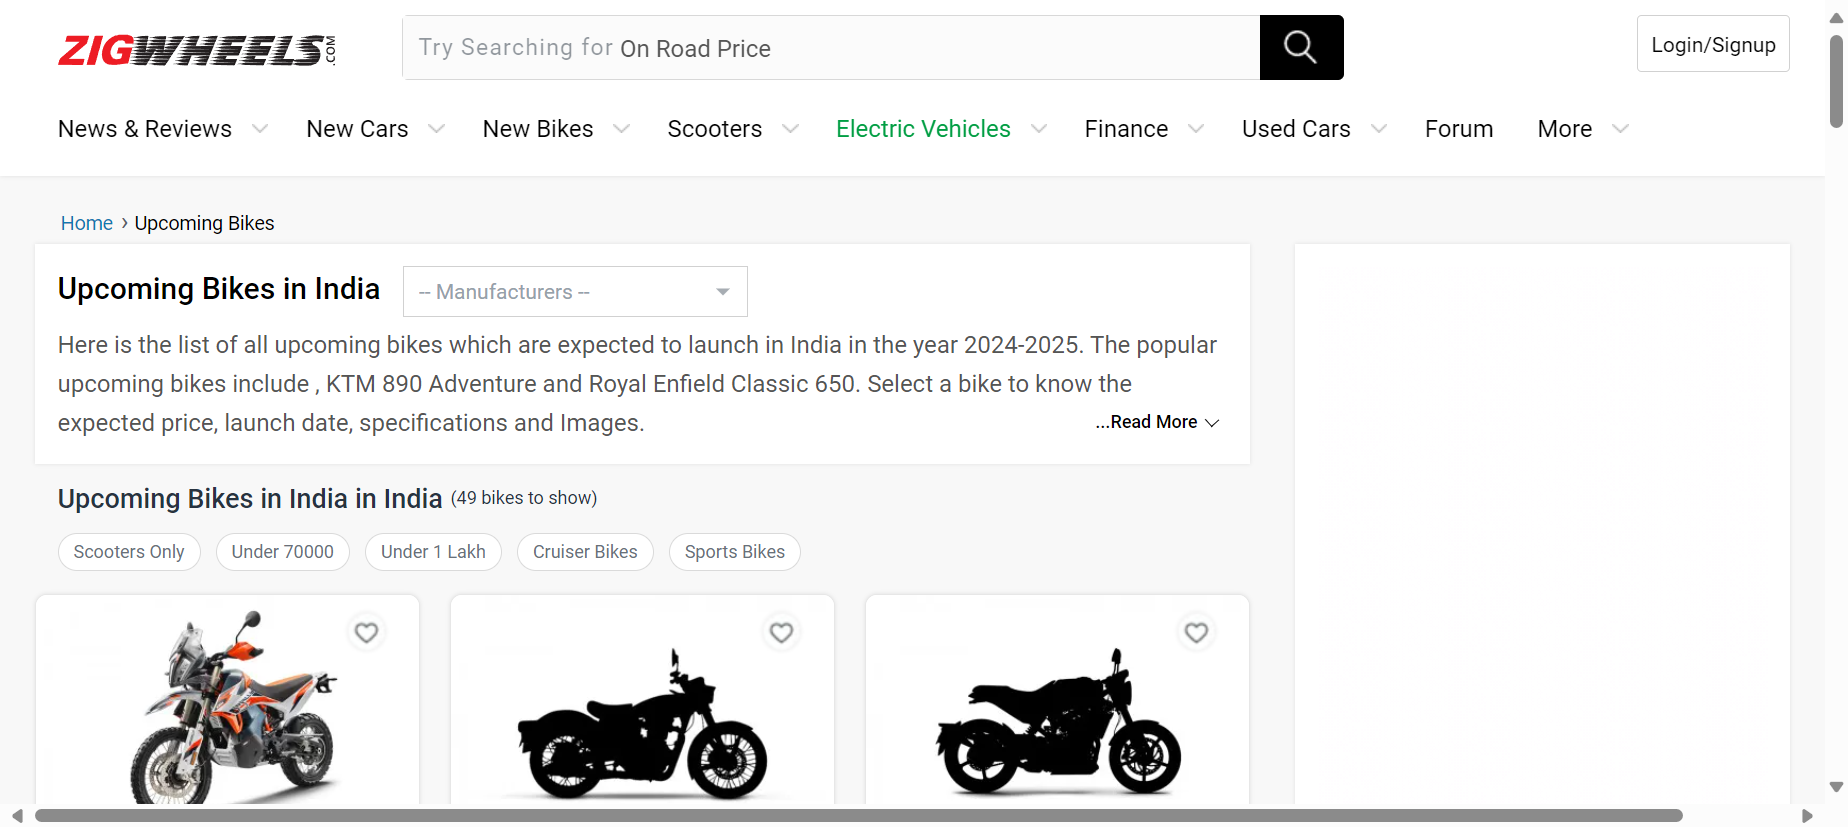 ZIGWHEELS.COM
Try Searching for On Road Price
Login/Signup
News & Reviews New Cars New Bikes Scooters Electric Vehicles Finance Used Cars Forum More
Home › Upcoming Bikes
Upcoming Bikes in India
-- Manufacturers --
Here is the list of all upcoming bikes which are expected to launch in India in the year 2024-2025. The popular
upcoming bikes include , KTM 890 Adventure and Royal Enfield Classic 650. Select a bike to know the
expected price, launch date, specifications and Images.
...Read More
Upcoming Bikes in India in India (49 bikes to show)
Scooters Only Under 70000 Under 1 Lakh Cruiser Bikes Sports Bikes